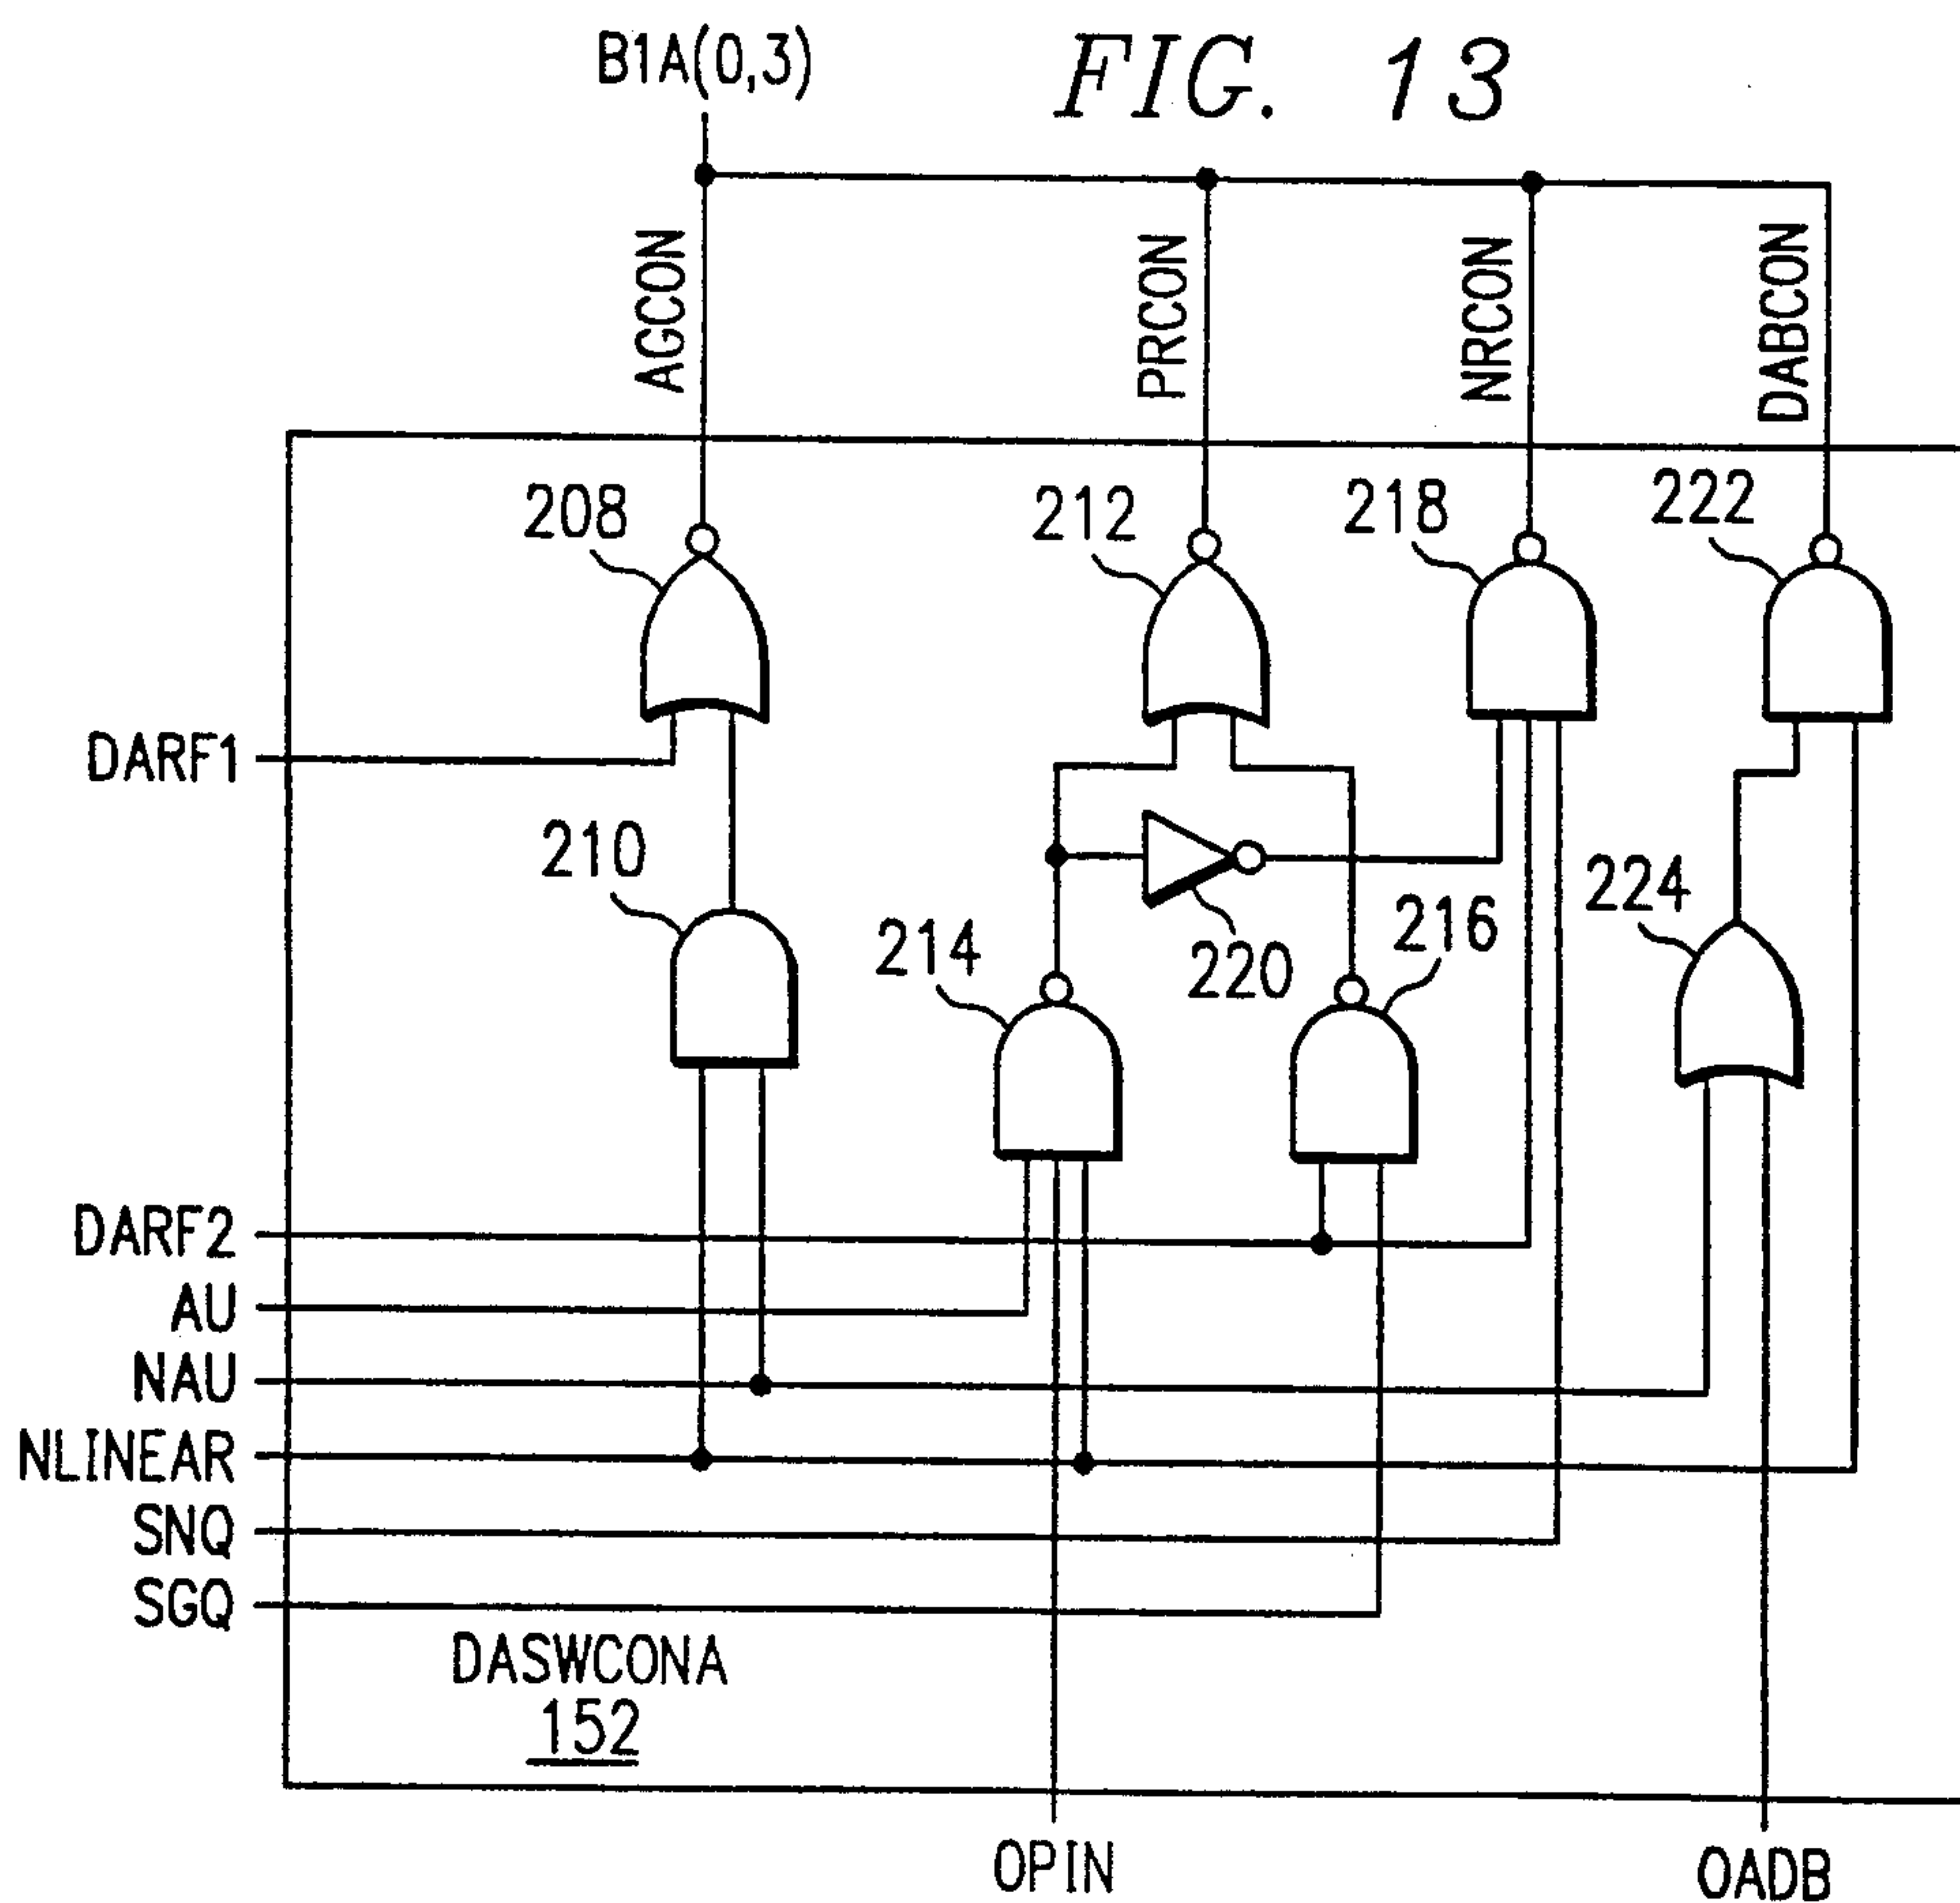 B1A(0,3)
FIG. 13
AGCON
PRCON
NRCON
DABCON
208
212
218
222
DARF1
210
214
220
216
224
DARF2
AU
NAU
NLINEAR
SNQ
SGQ
DASWCONA
152
OPIN
OADB